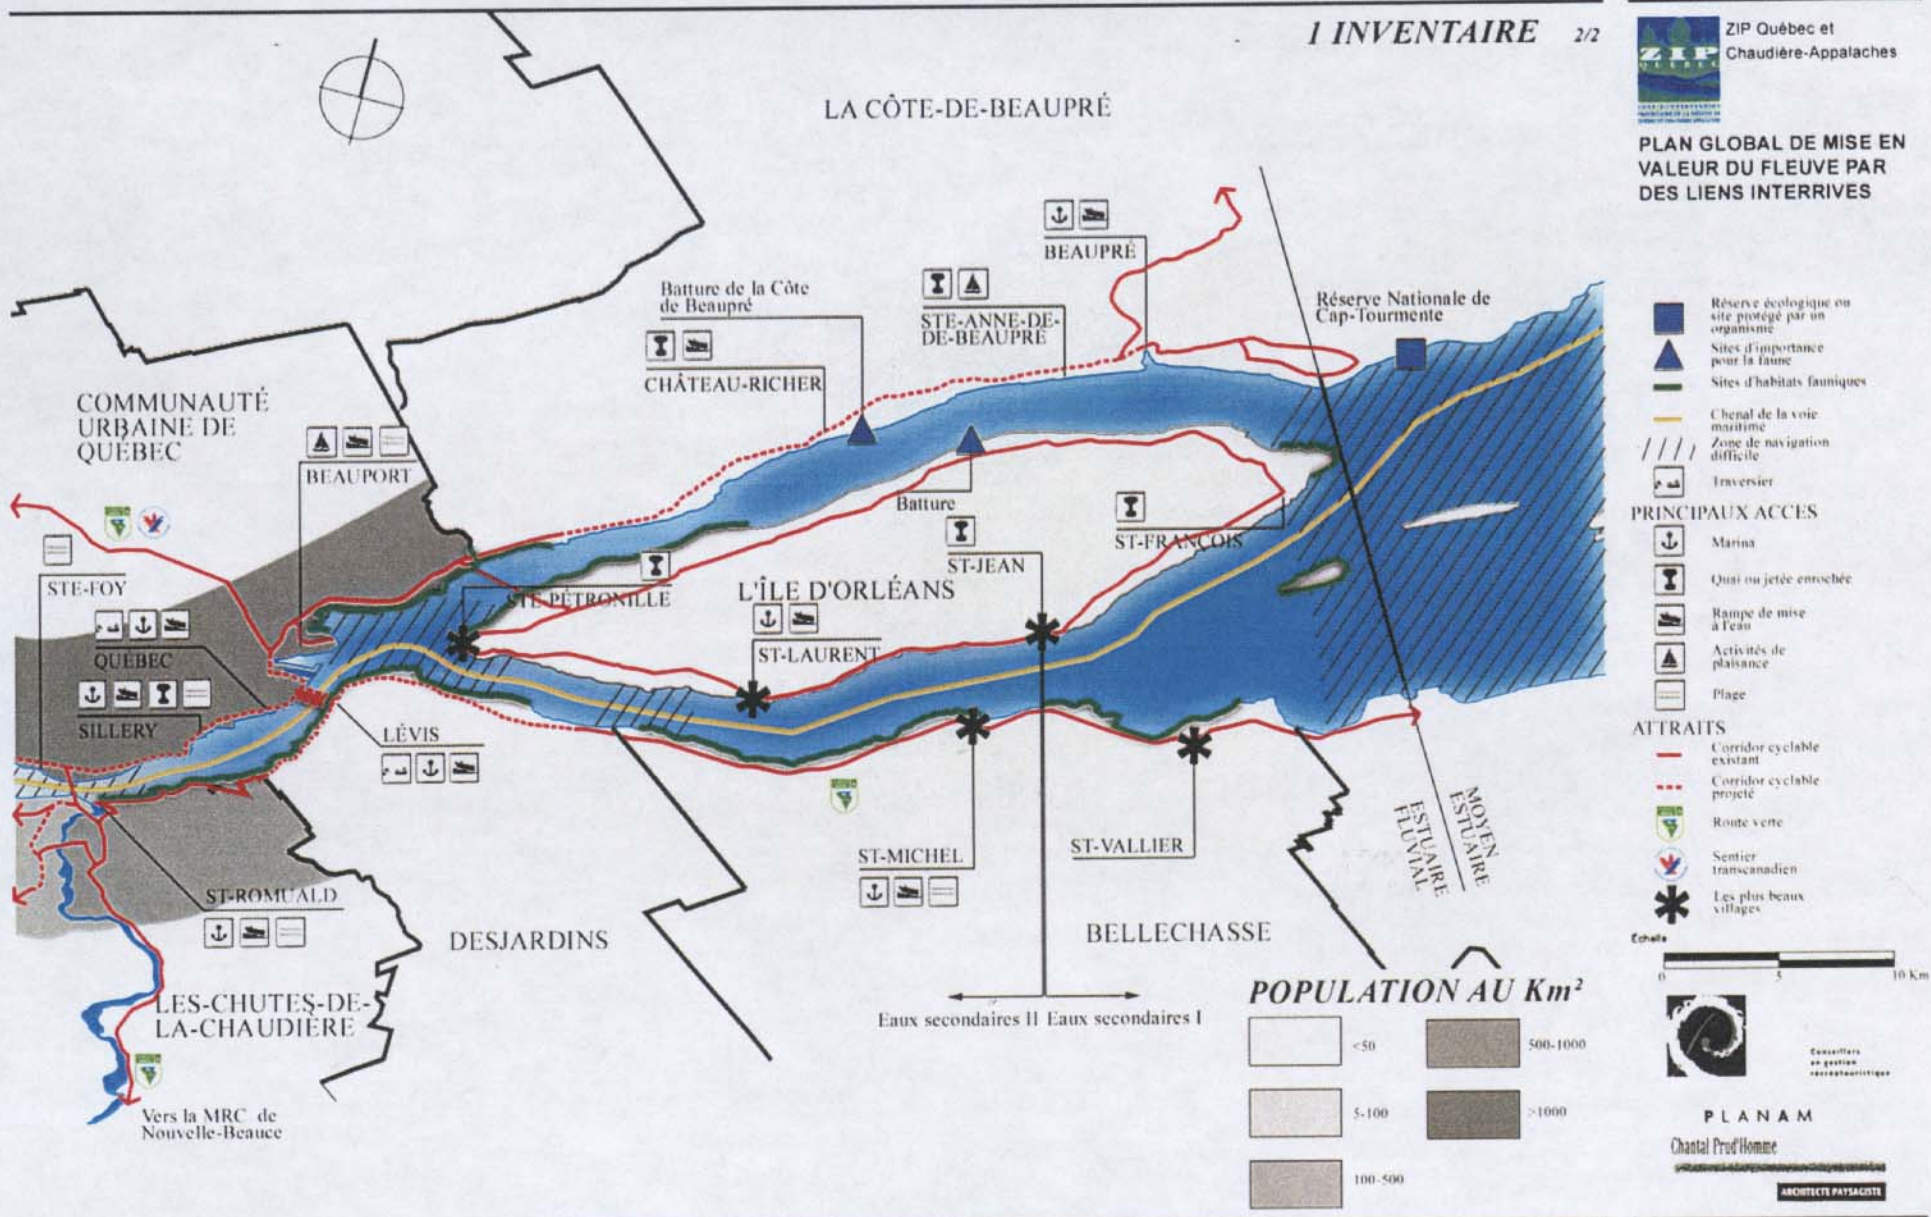 1 INVENTAIRE 2/2
ZIP
QUÉBEC
ZIP Québec et
Chaudière-Appalaches
PLAN GLOBAL DE MISE EN
VALEUR DU FLEUVE PAR
DES LIENS INTERRIVES
LA CÔTE-DE-BEAUPRÉ
BEAUPRÉ
Batture de la Côte
de Beaupré
STE-ANNE-DE-
DE-BEAUPRÉ
Réserve Nationale de
Cap-Tourmente
CHÂTEAU-RICHER
COMMUNAUTÉ
URBAINE DE
QUÉBEC
BEAUPORT
Batture
ST-FRANÇOIS
ST-JEAN
STE-FOY
STE-PÉTRONILLE
L'ÎLE D'ORLÉANS
ST-LAURENT
QUÉBEC
SILLERY
LÉVIS
ST-MICHEL
ST-VALLIER
MOYEN
ESTUAIRE
ESTUAIRE
FLUVIAL
ST-ROMUALD
DESJARDINS
BELLECHASSE
LES-CHUTES-DE-
LA-CHAUDIÈRE
Eaux secondaires II
Eaux secondaires I
Vers la MRC de
Nouvelle-Beauce
POPULATION AU Km²
<50
500-1000
5-100
>1000
100-500
Réserve écologique ou
site protégé par un
organisme
Sites d'importance
pour la faune
Sites d'habitats fauniques
Chenal de la voie
maritime
Zone de navigation
difficile
Traversier
PRINCIPAUX ACCES
Marina
Quai ou jetée enrochée
Rampe de mise
à l'eau
Activités de
plaisance
Plage
ATTRAITS
Corridor cyclable
existant
Corridor cyclable
projeté
Route verte
Sentier
transcanadien
Les plus beaux
villages
Echelle
0 5 10 Km
Conseillers
en gestion
récréotouristique
PLANAM
Chantal Prud'Homme
ARCHITECTE PAYSAGISTE